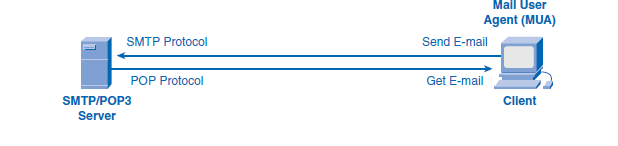 Mail User
Agent (MUA)
SMTP Protocol
Send E-mail
POP Protocol
Get E-mail
SMTP/POP3
Server
Client